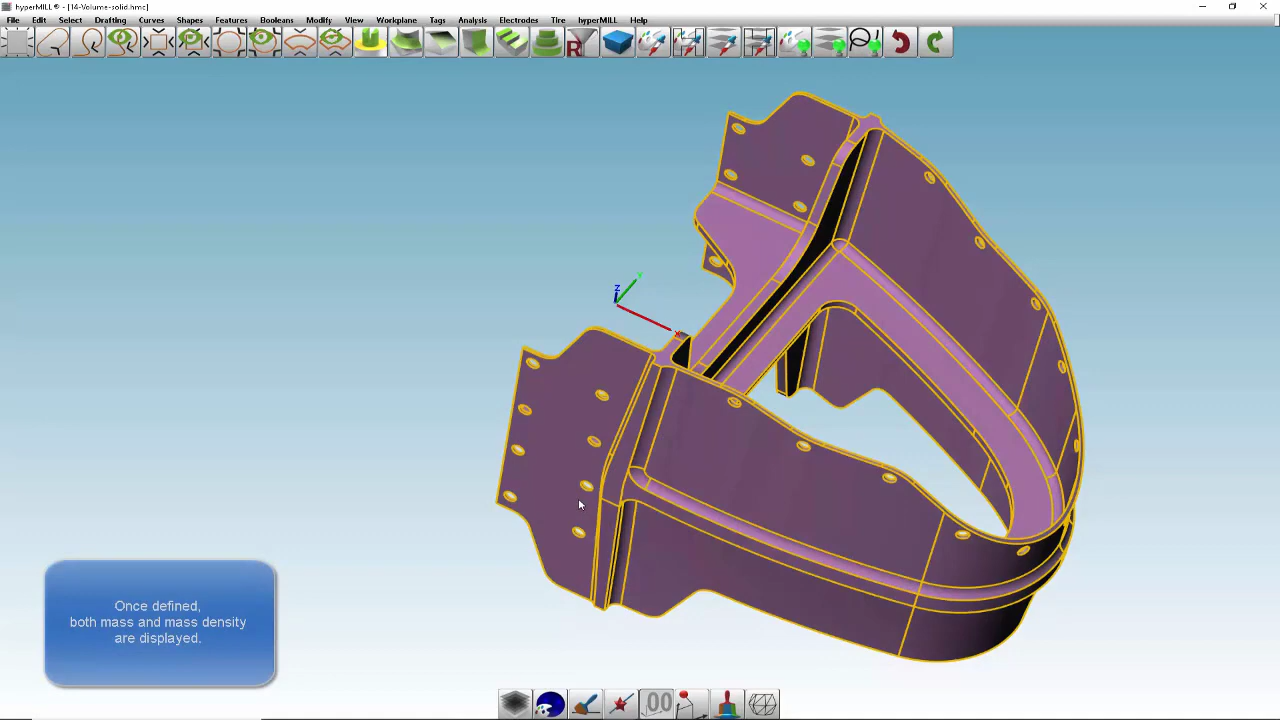 hyperMILL® - [14-Volume-solid.hmc]
File Edit Select Drafting Curves Shapes Features Booleans Modify View Workplane Tags Analysis Electrodes Tire hyperMILL Help
R
Z
Y
X
Once defined,
both mass and mass density
are displayed.
00